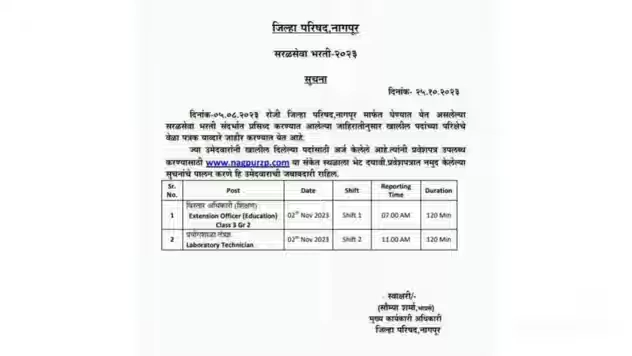 जिल्हा परिषद,नागपूर
सरळसेवा भरती-२०२३
सुचना
दिनांक- २५.१०.२०२३
दिनांक-०५.०८.२०२३ रोजी जिल्हा परिषद,नागपूर मार्फत घेण्यात येत असलेल्या
सरळसेवा भरती संदर्भात प्रसिध्द करण्यात आलेल्या जाहिरातीनुसार खालील पदांच्या परिक्षेचे
वेळा पत्रक याव्दारे जाहीर करण्यात येत आहे.
ज्या उमेदवारांनी खालील दिलेल्या पदांसाठी अर्ज केलेले आहे.त्यांनी प्रवेशपत्र उपलब्ध
करण्यासाठी www.nagpurzp.com या संकेत स्थळाला भेट दयावी.प्रवेशपत्रात नमुद केलेल्या
सुचनांचे पालन करणे हि उमेदवाराची जवाबदारी राहिल.
Sr. No. Post Date Shift Reporting Time Duration
विस्तार अधिकारी (शिक्षण)
1 Extension Officer (Education) 02nd Nov 2023 Shift 1 07.00 AM 120 Min
Class 3 Gr 2
2 प्रयोगशाळा तंत्रज्ञ 02nd Nov 2023 Shift 2 11.00 AM 120 Min
Laboratory Technician
स्वाक्षरी/-
(सौम्या शर्मा,भाप्रसे)
मुख्य कार्यकारी अधिकारी
जिल्हा परिषद,नागपूर